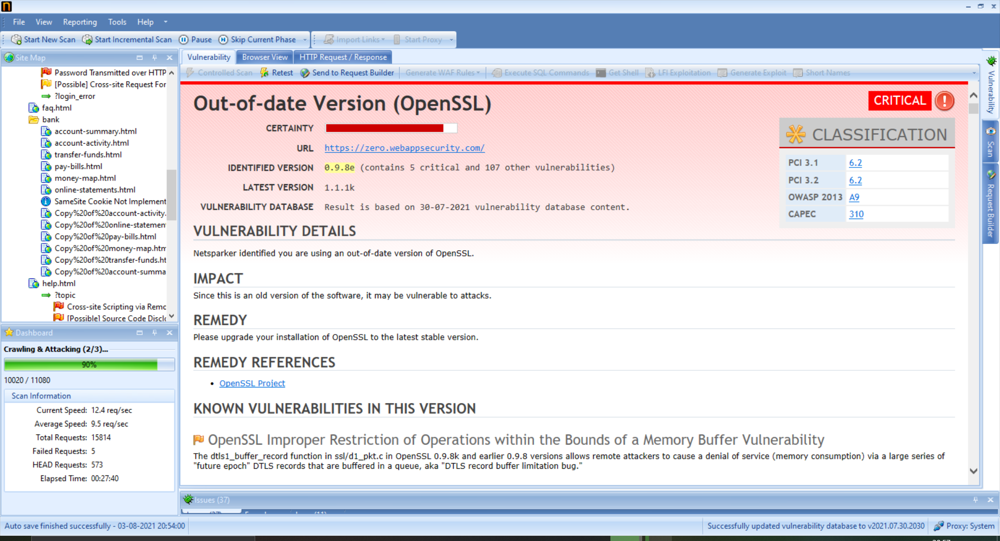 n
File View Reporting Tools Help
Start New Scan Start Incremental Scan Pause Skip Current Phase Import Links Start Proxy
Site Map
Password Transmitted over HTTP
[Possible] Cross-site Request For
?login_error
faq.html
bank
account-summary.html
account-activity.html
transfer-funds.html
pay-bills.html
money-map.html
online-statements.html
SameSite Cookie Not Implement
Copy%20of%20account-activity.
Copy%20of%20online-statemen
Copy%20of%20pay-bills.html
Copy%20of%20money-map.htm
Copy%20of%20transfer-funds.ht
Copy%20of%20account-summa
help.html
?topic
Cross-site Scripting via Remo
[Possible] Source Code Disclo
Dashboard
Crawling & Attacking (2/3)...
90%
10020 / 11080
Scan Information
Current Speed: 12.4 req/sec
Average Speed: 9.5 req/sec
Total Requests: 15814
Failed Requests: 5
HEAD Requests: 573
Elapsed Time: 00:27:40
Vulnerability Browser View HTTP Request / Response
Controlled Scan Retest Send to Request Builder Generate WAF Rules Execute SQL Commands Get Shell LFI Exploitation Generate Exploit Short Names
Out-of-date Version (OpenSSL)
CRITICAL
CERTAINTY
URL https://zero.webappsecurity.com/
IDENTIFIED VERSION 0.9.8e (contains 5 critical and 107 other vulnerabilities)
LATEST VERSION 1.1.1k
VULNERABILITY DATABASE Result is based on 30-07-2021 vulnerability database content.
CLASSIFICATION
PCI 3.1 6.2
PCI 3.2 6.2
OWASP 2013 A9
CAPEC 310
VULNERABILITY DETAILS
Netsparker identified you are using an out-of-date version of OpenSSL.
IMPACT
Since this is an old version of the software, it may be vulnerable to attacks.
REMEDY
Please upgrade your installation of OpenSSL to the latest stable version.
REMEDY REFERENCES
• OpenSSL Project
KNOWN VULNERABILITIES IN THIS VERSION
OpenSSL Improper Restriction of Operations within the Bounds of a Memory Buffer Vulnerability
The dtls1_buffer_record function in ssl/d1_pkt.c in OpenSSL 0.9.8k and earlier 0.9.8 versions allows remote attackers to cause a denial of service (memory consumption) via a large series of
"future epoch" DTLS records that are buffered in a queue, aka "DTLS record buffer limitation bug."
Vulnerability
Scan
Request Builder
Issues (37)
Auto save finished successfully - 03-08-2021 20:54:00
Successfully updated vulnerability database to v2021.07.30.2030
Proxy: System